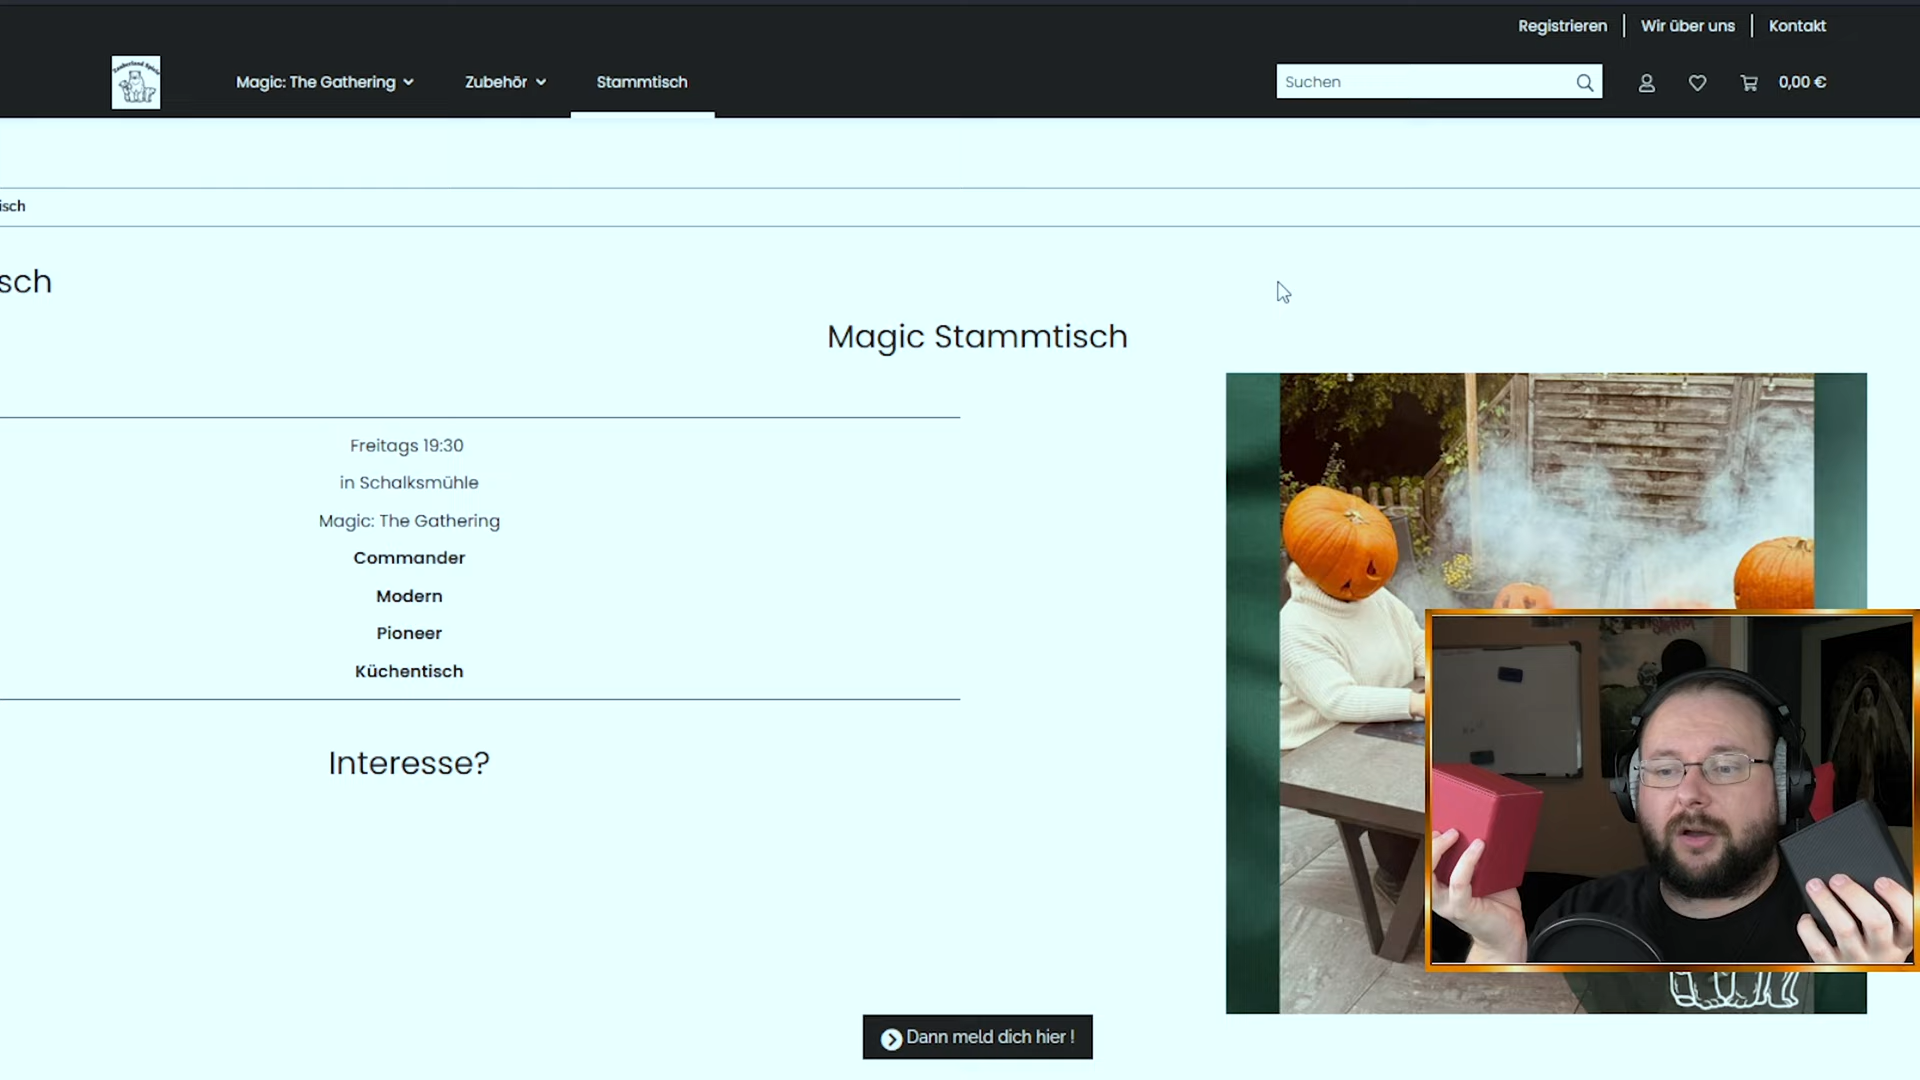 Registrieren
Wir über uns
Kontakt
Magic: The Gathering
Zubehör
Stammtisch
Suchen
0,00 €
isch
sch
Magic Stammtisch
Freitags 19:30
in Schalksmühle
Magic: The Gathering
Commander
Modern
Pioneer
Küchentisch
Interesse?
Dann meld dich hier !